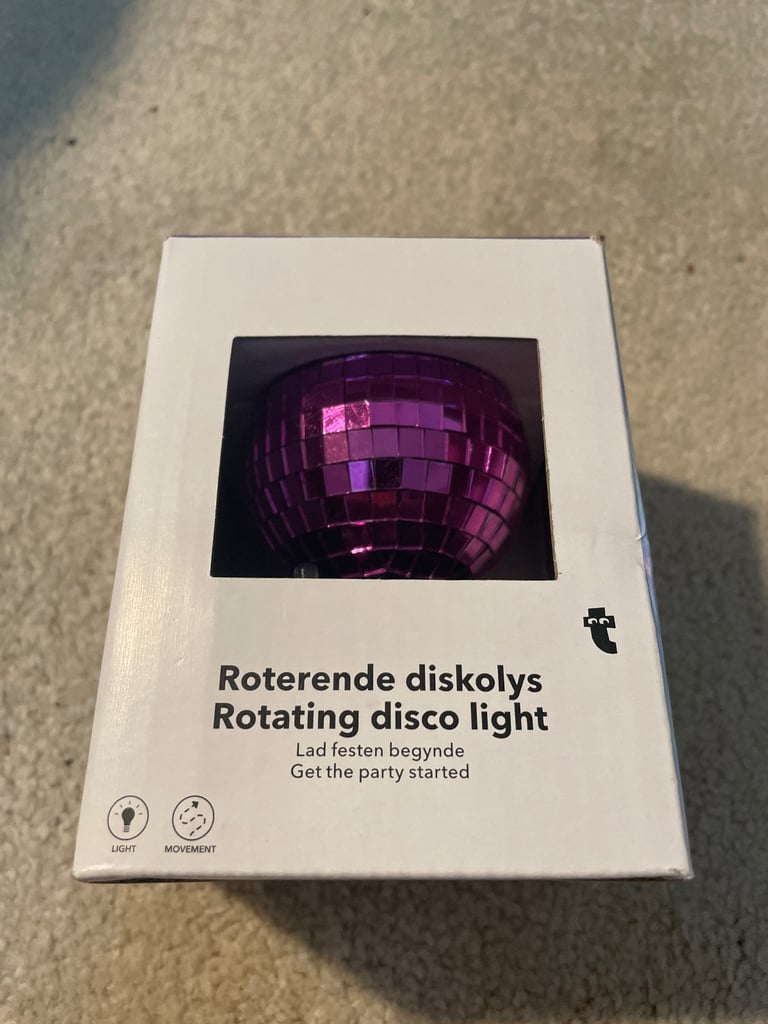 Roterende diskolys
Rotating disco light
Lad festen begynde
Get the party started
LIGHT
MOVEMENT